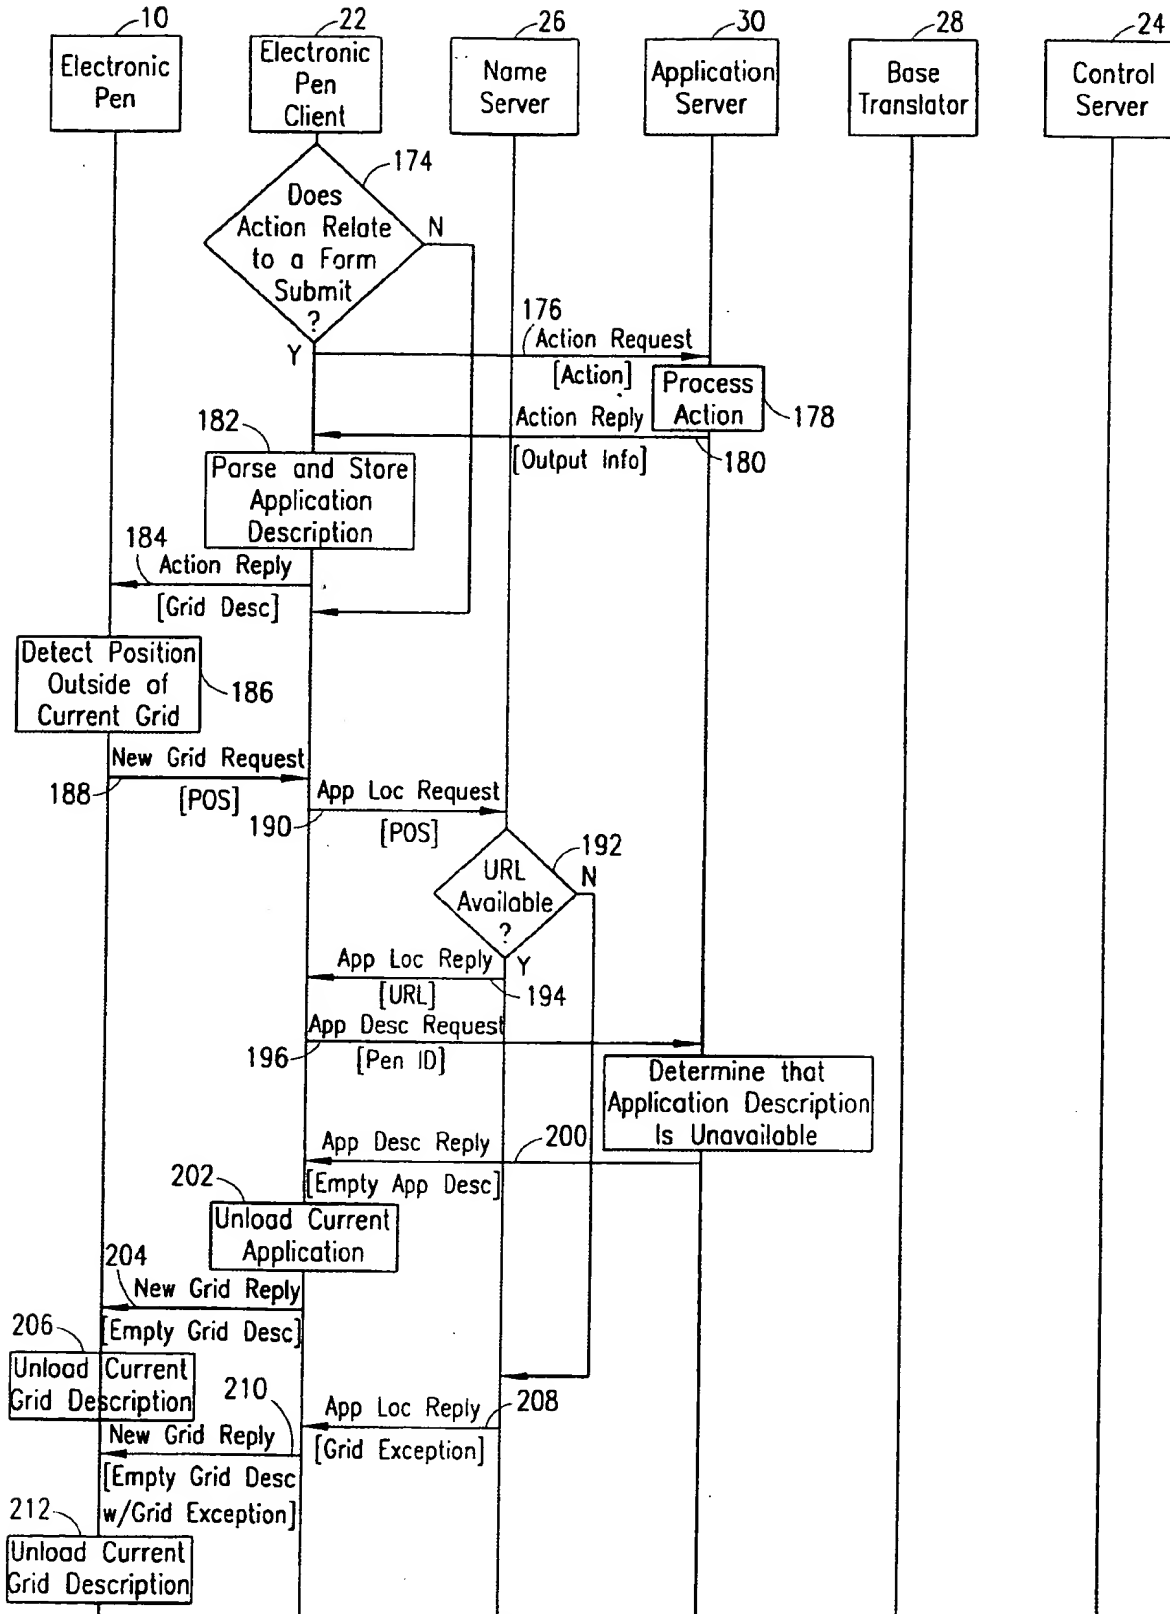 10
22
26
30
28
24
Electronic
Pen
Electronic
Pen
Client
Name
Server
Application
Server
Base
Translator
Control
Server
174
Does
Action Relate
to a Form
Submit
?
N
Y
176
Action Request
[Action]
Process
Action
178
Action Reply
[Output Info]
180
182
Parse and Store
Application
Description
184
Action Reply
[Grid Desc]
Detect Position
Outside of
Current Grid
186
New Grid Request
188
[POS]
App Loc Request
190
[POS]
192
URL
Available
?
N
Y
App Loc Reply
[URL]
194
App Desc Request
196
[Pen ID]
Determine that
Application Description
Is Unavailable
App Desc Reply
200
[Empty App Desc]
202
Unload Current
Application
204
New Grid Reply
[Empty Grid Desc]
206
Unload Current
Grid Description
App Loc Reply
208
[Grid Exception]
210
New Grid Reply
[Empty Grid Desc
w/Grid Exception]
212
Unload Current
Grid Description